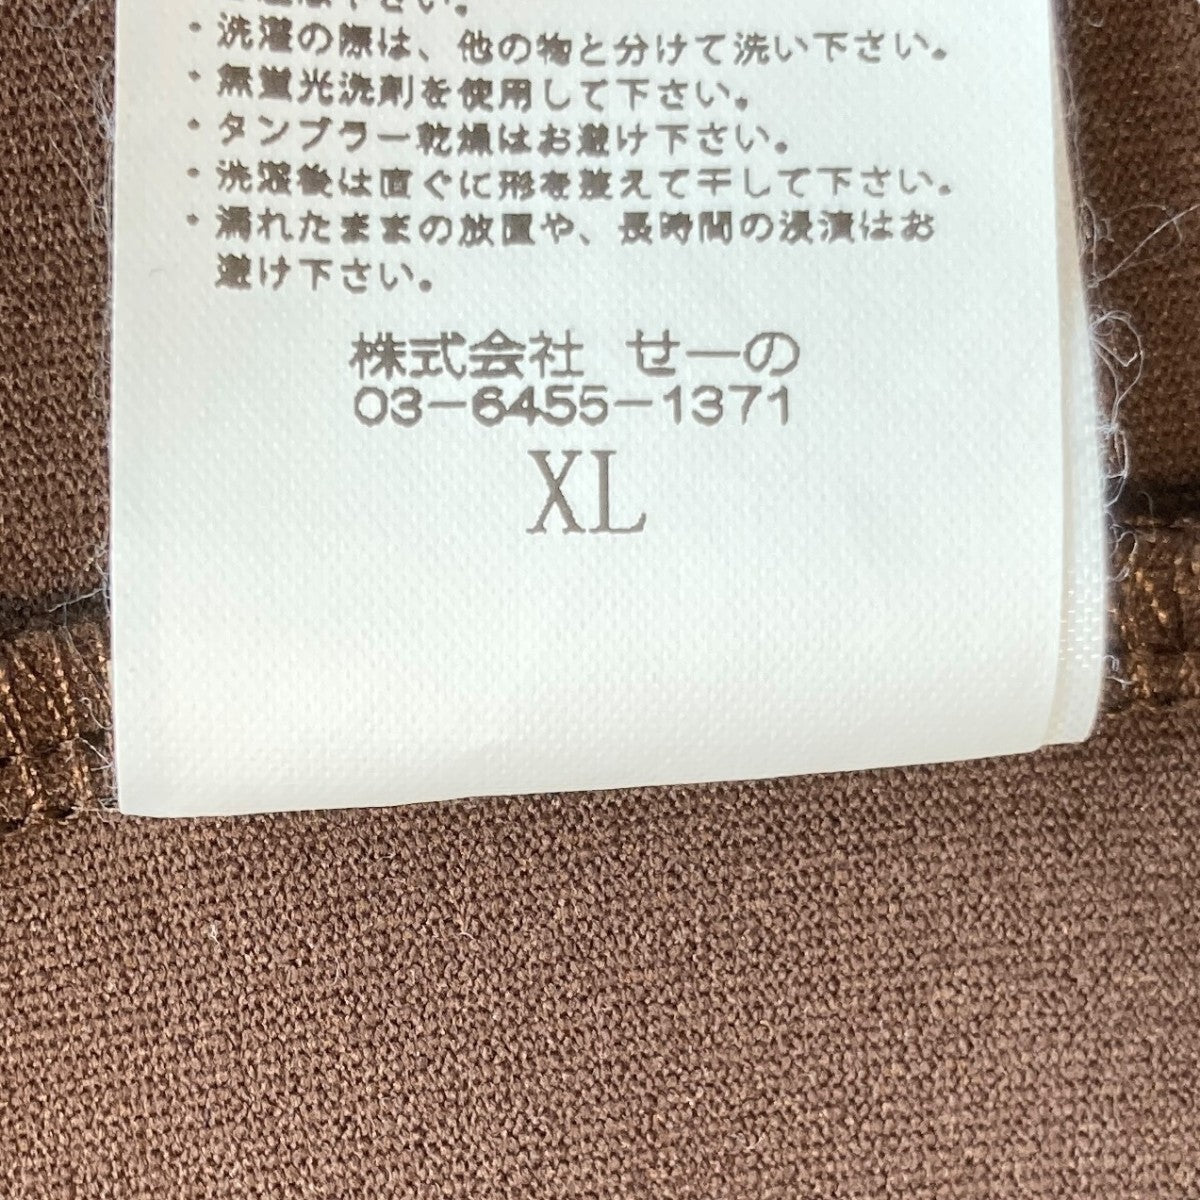 下さい。
・洗濯の際は、他の物と分けて洗い下さい。
・無蛍光洗剤を使用して下さい。
・タンブラー乾燥はお避け下さい。
・洗濯後は直ぐに形を整えて干して下さい。
・濡れたままの放置や、長時間の浸漬はお
避け下さい。
株式会社 せーの
03-6455-1371
XL